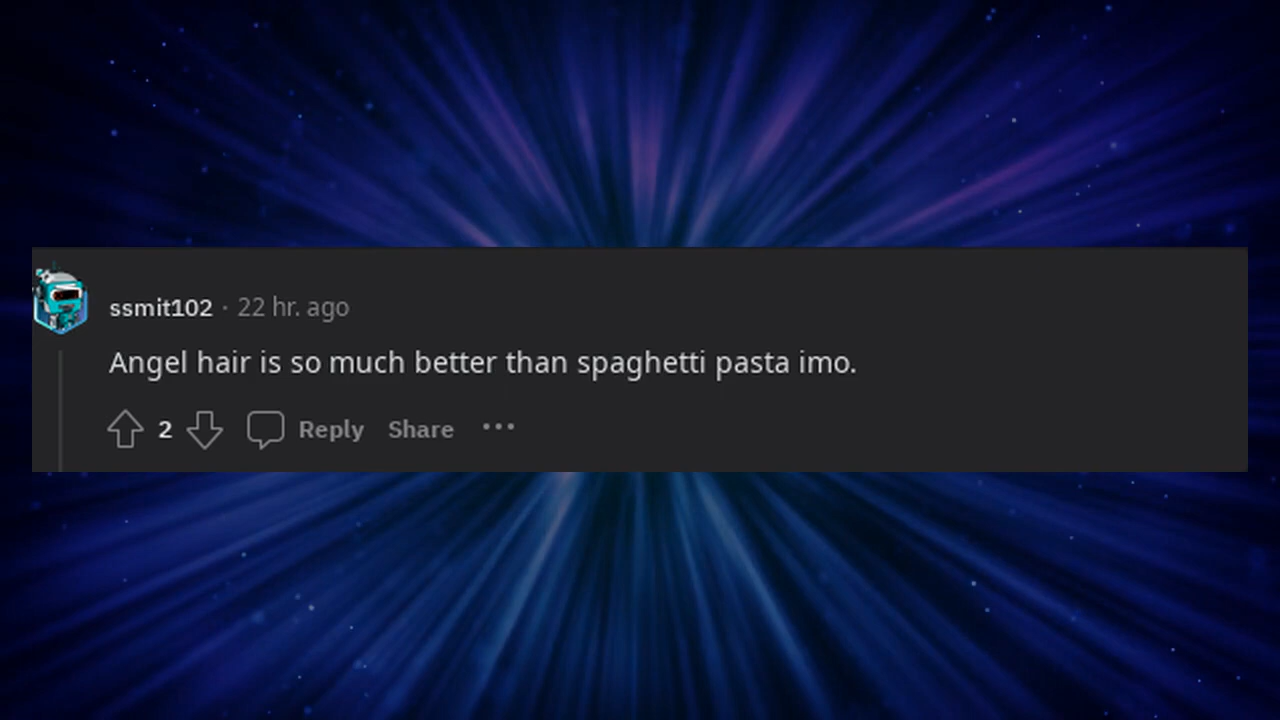 ssmit102 · 22 hr. ago
Angel hair is so much better than spaghetti pasta imo.
2 Reply Share •••